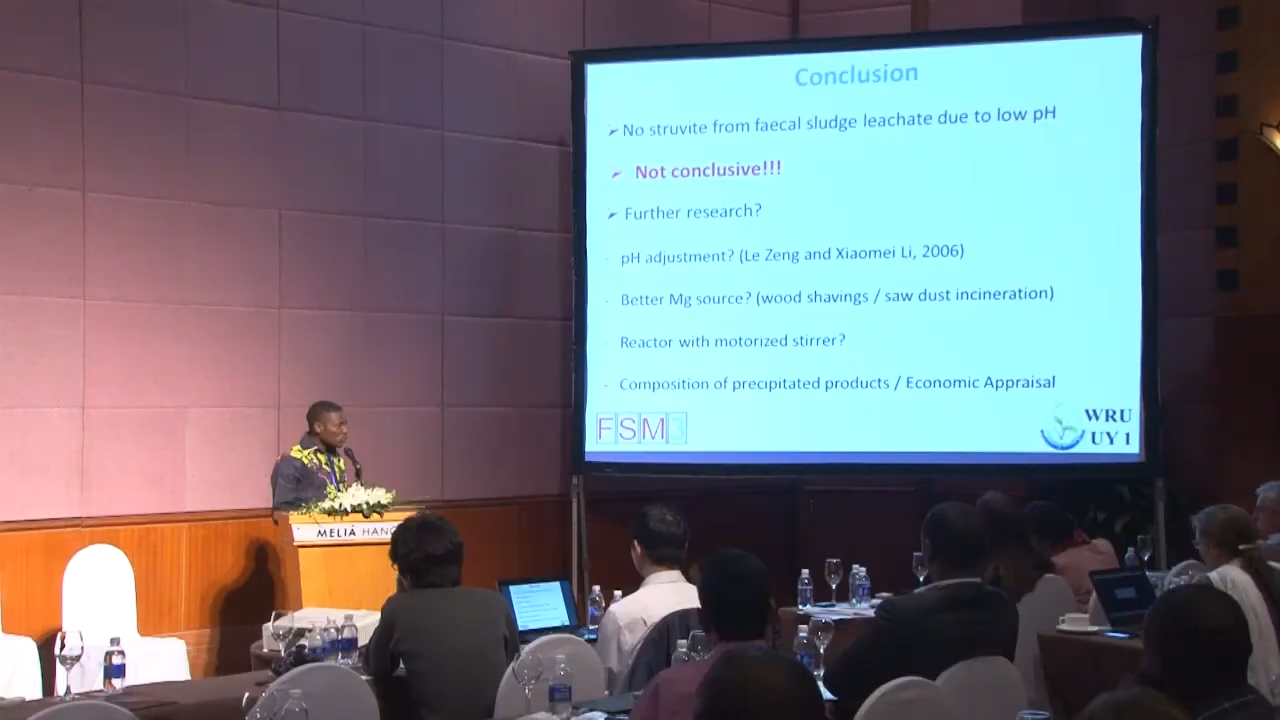 Conclusion
➢ No struvite from faecal sludge leachate due to low pH
➢ Not conclusive!!!
➢ Further research?
- pH adjustment? (Le Zeng and Xiaomei Li, 2006)
- Better Mg source? (wood shavings / saw dust incineration)
- Reactor with motorized stirrer?
- Composition of precipitated products / Economic Appraisal
FSM3
WRU
UY 1
MELIÃ HANO